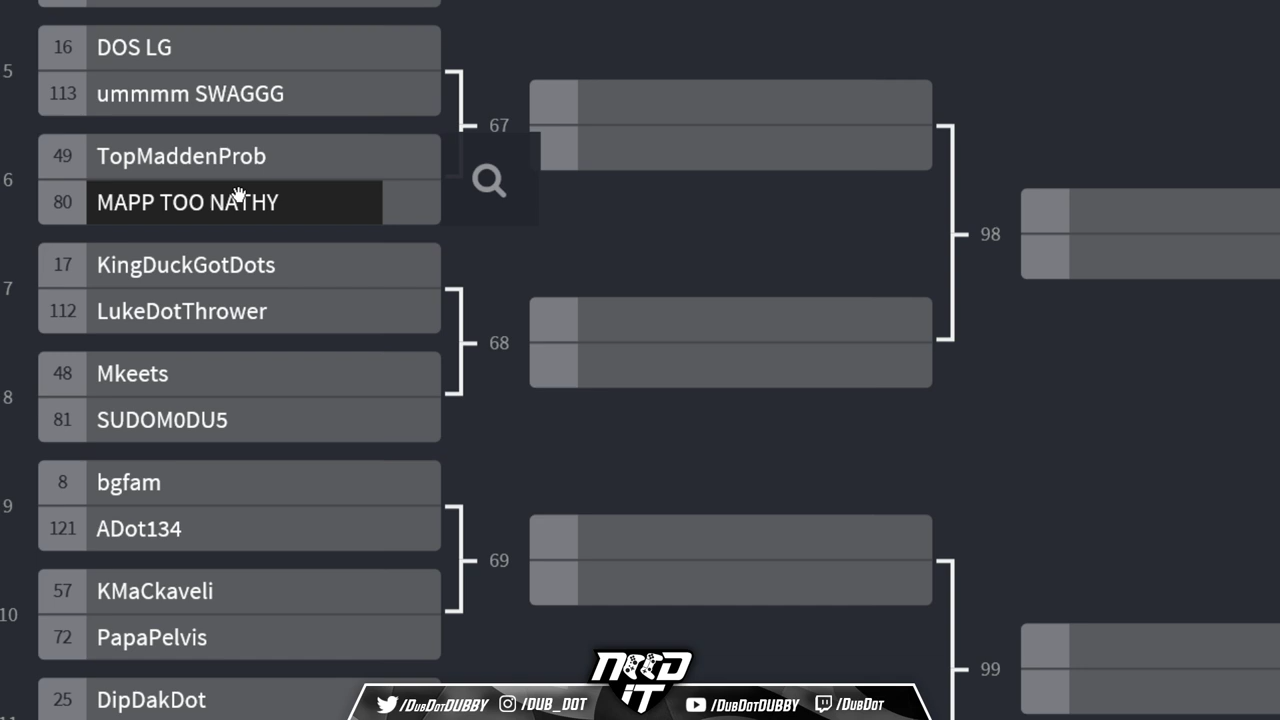 16 DOS LG
5
113 ummmm SWAGGG
67
49 TopMaddenProb
6
80 MAPP TOO NATHY
98
17 KingDuckGotDots
7
112 LukeDotThrower
68
48 Mkeets
8
81 SUDOM0DU5
8 bgfam
9
121 ADot134
69
57 KMaCkaveli
10
72 PapaPelvis
99
25 DipDakDot
NEED
IT
/DUBDOTDUBBY /DUB_DOT /DUBDOTDUBBY /DUBDOT